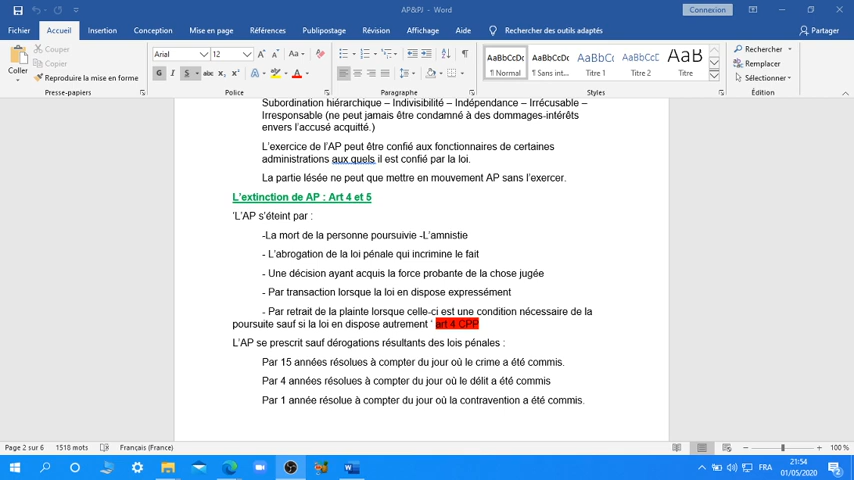 AP&PJ - Word
Connexion
Fichier Accueil Insertion Conception Mise en page Références Publipostage Révision Affichage Aide Rechercher des outils adaptés Partager
Coller
Couper
Copier
Reproduire la mise en forme
Arial 12
G I S abc x₂ x² Aa A A
AaBbCcDc AaBbCcDc AaBbCc AaBbCcC AaB
¶ Normal ¶ Sans int... Titre 1 Titre 2 Titre
Rechercher
Remplacer
Sélectionner
Presse-papiers Police Paragraphe Styles Édition
Subordination hiérarchique – Indivisibilité – Indépendance – Irrécusable –
Irresponsable (ne peut jamais être condamné à des dommages-intérêts
envers l'accusé acquitté.)
L'exercice de l'AP peut être confié aux fonctionnaires de certaines
administrations aux quels il est confié par la loi.
La partie lésée ne peut que mettre en mouvement AP sans l'exercer.
L'extinction de AP : Art 4 et 5
'L'AP s'éteint par :
-La mort de la personne poursuivie -L'amnistie
- L'abrogation de la loi pénale qui incrimine le fait
- Une décision ayant acquis la force probante de la chose jugée
- Par transaction lorsque la loi en dispose expressément
- Par retrait de la plainte lorsque celle-ci est une condition nécessaire de la
poursuite sauf si la loi en dispose autrement ' art 4 CPP
L'AP se prescrit sauf dérogations résultants des lois pénales :
Par 15 années résolues à compter du jour où le crime a été commis.
Par 4 années résolues à compter du jour où le délit a été commis
Par 1 année résolue à compter du jour où la contravention a été commis.
Page 2 sur 6 1518 mots Français (France) 100 %
FRA 21:54
01/05/2020 2